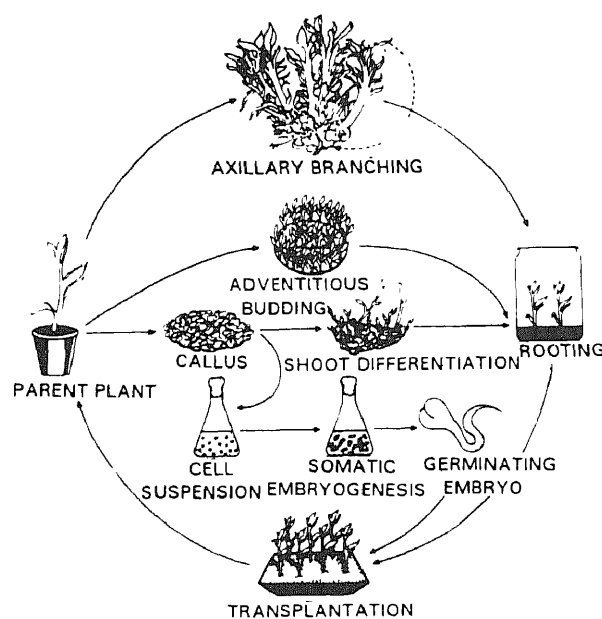 AXILLARY BRANCHING
ADVENTITIOUS
BUDDING
CALLUS
SHOOT DIFFERENTIATION
ROOTING
PARENT PLANT
CELL
SUSPENSION
SOMATIC
EMBRYOGENESIS
GERMINATING
EMBRYO
TRANSPLANTATION